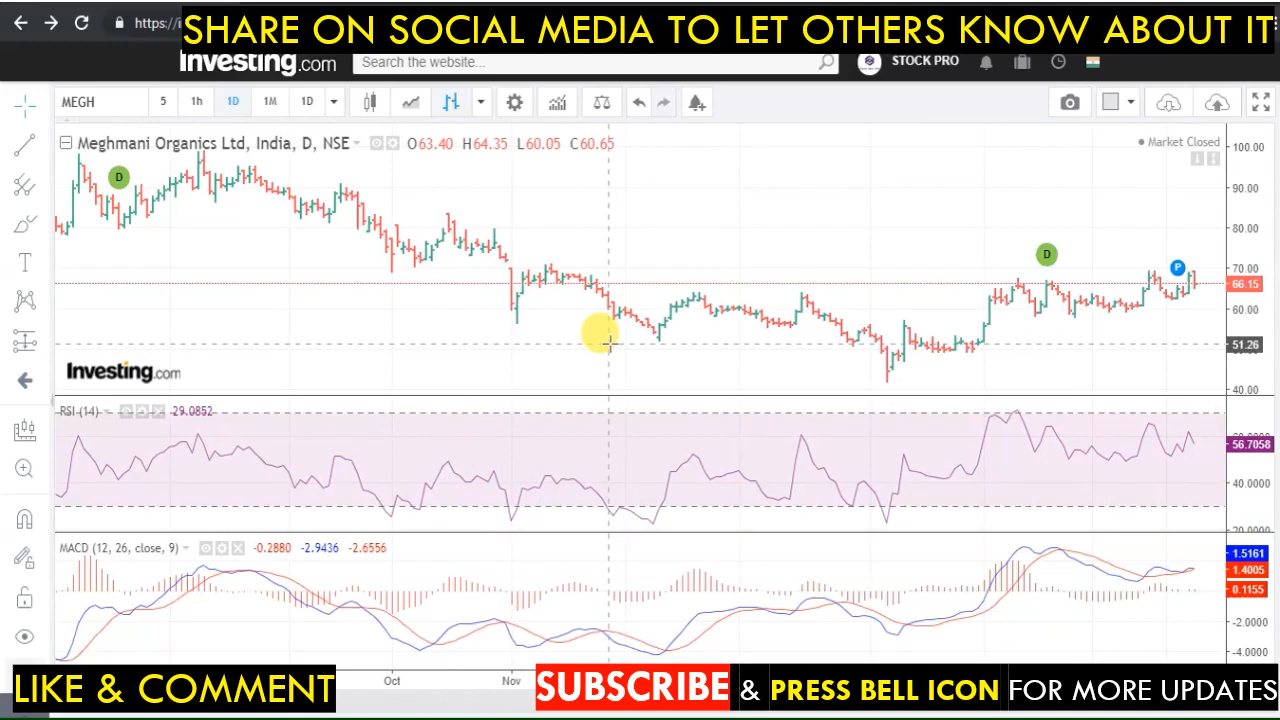 https://i
SHARE ON SOCIAL MEDIA TO LET OTHERS KNOW ABOUT IT
Investing.com
Search the website...
STOCK PRO
MEGH
5
1h
1D
1M
1D
Meghmani Organics Ltd, India, D, NSE
O63.40 H64.35 L60.05 C60.65
Market Closed
100.00
90.00
80.00
70.00
66.15
60.00
51.26
40.00
D
D
P
Investing.com
RSI (14)
29.0852
56.7058
40.0000
20.0000
MACD (12, 26, close, 9)
-0.2880 -2.9436 -2.6556
1.5161
1.4005
0.1155
-2.0000
-4.0000
Oct
Nov
LIKE & COMMENT
SUBSCRIBE & PRESS BELL ICON FOR MORE UPDATES